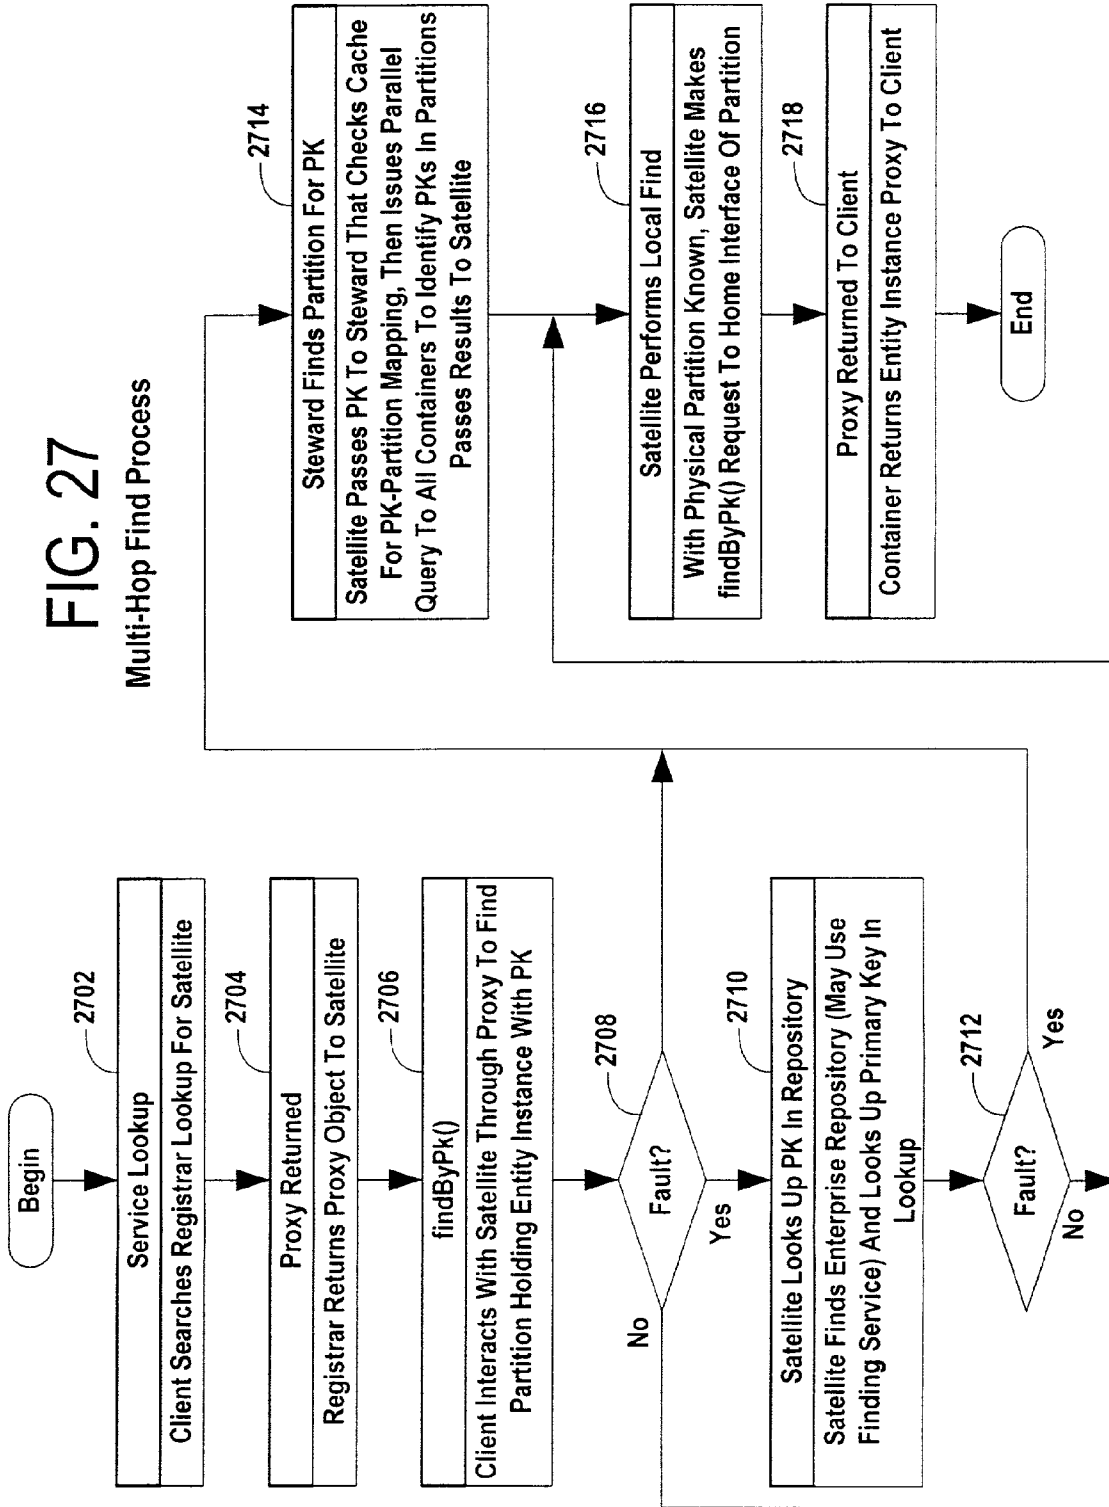 FIG. 27
Multi-Hop Find Process
Begin
2702
Service Lookup
Client Searches Registrar Lookup For Satellite
2704
Proxy Returned
Registrar Returns Proxy Object To Satellite
2706
findByPk()
Client Interacts With Satellite Through Proxy To Find
Partition Holding Entity Instance With PK
2708
Fault?
No
Yes
2710
Satellite Looks Up PK In Repository
Satellite Finds Enterprise Repository (May Use
Finding Service) And Looks Up Primary Key In
Lookup
2712
Fault?
Yes
No
2714
Steward Finds Partition For PK
Satellite Passes PK To Steward That Checks Cache
For PK-Partition Mapping, Then Issues Parallel
Query To All Containers To Identify PKs In Partitions
Passes Results To Satellite
2716
Satellite Performs Local Find
With Physical Partition Known, Satellite Makes
findByPk() Request To Home Interface Of Partition
2718
Proxy Returned To Client
Container Returns Entity Instance Proxy To Client
End